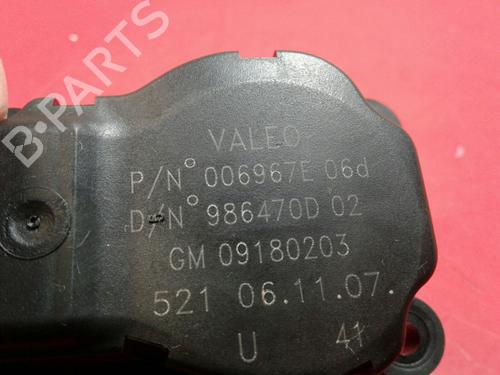 B-PARTS
VALEO
P/N° 006967E 06d
D/N° 986470D 02
GM 09180203
521 06.11.07.
U 41